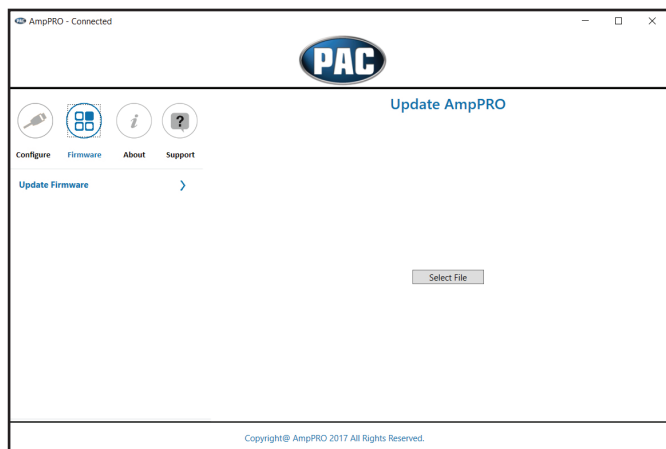 AmpPRO - Connected
PAC
Update AmpPRO
Configure Firmware About Support
Update Firmware
Select File
Copyright@ AmpPRO 2017 All Rights Reserved.